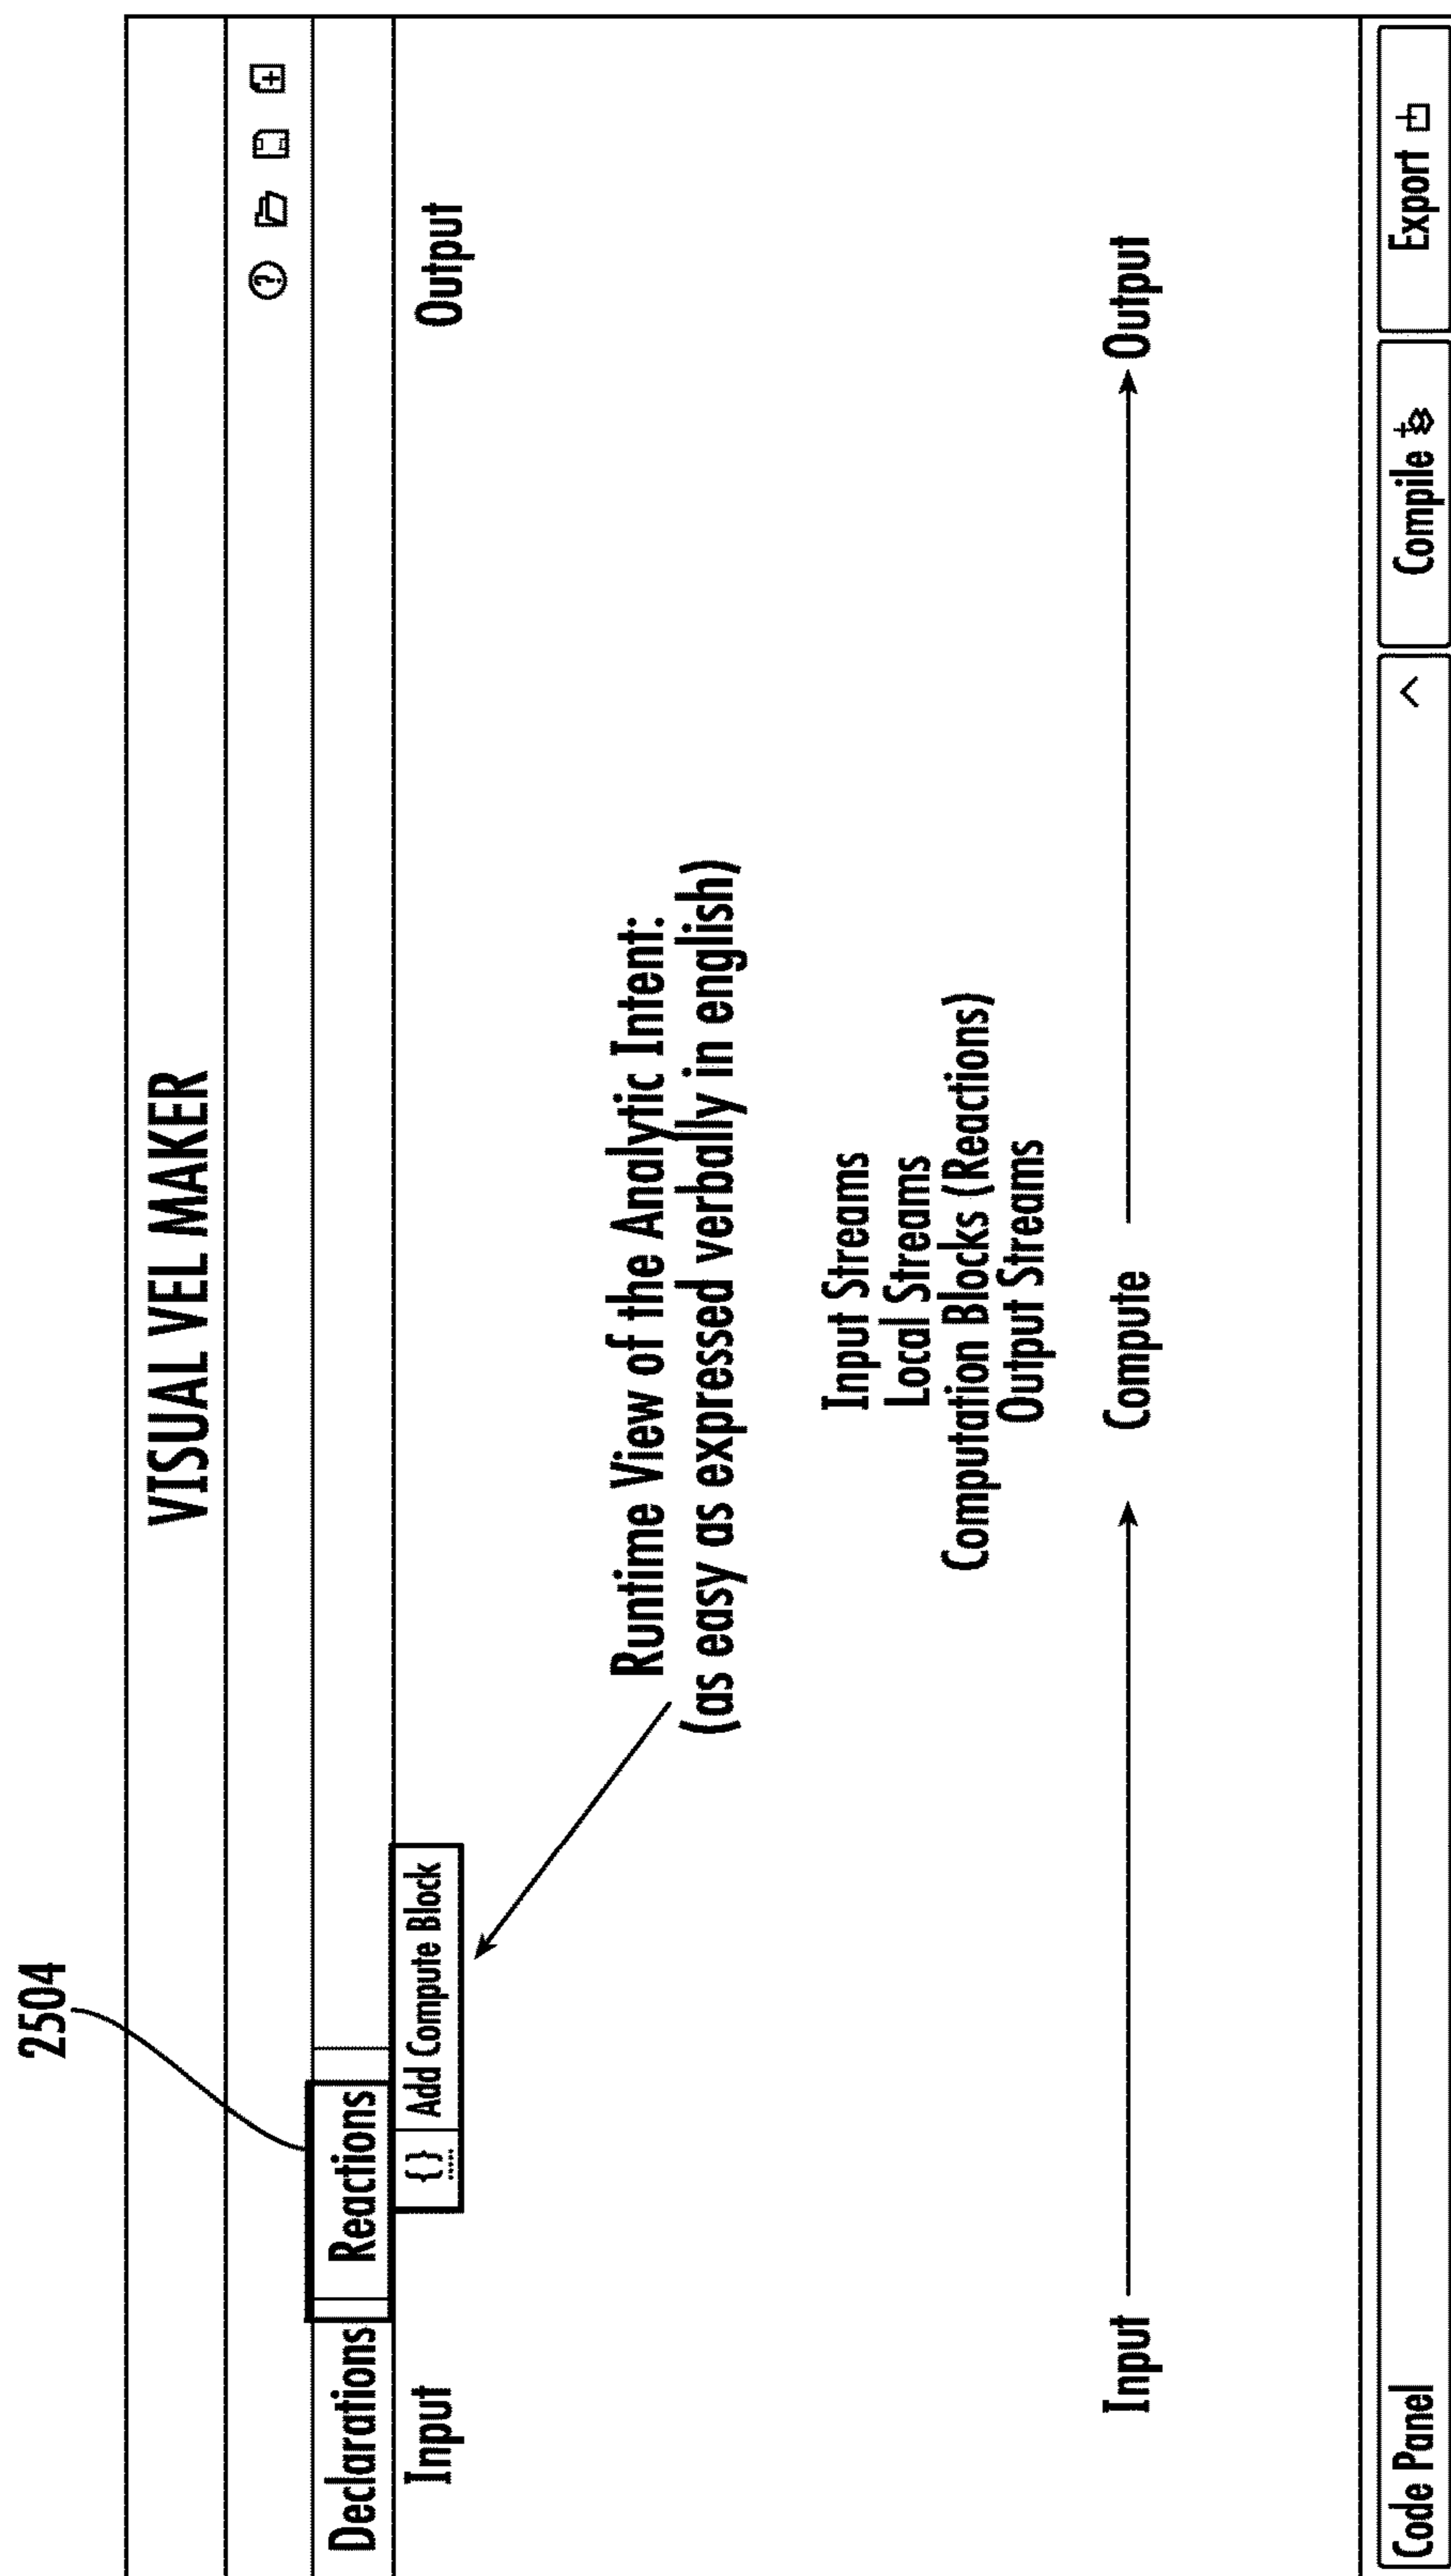 2504
VISUAL VEL MAKER
Declarations
Reactions
{ } Add Compute Block
Input
Output
Runtime View of the Analytic Intent:
(as easy as expressed verbally in english)
Input Streams
Local Streams
Computation Blocks (Reactions)
Output Streams
Input
Compute
Output
Code Panel
Compile
Export